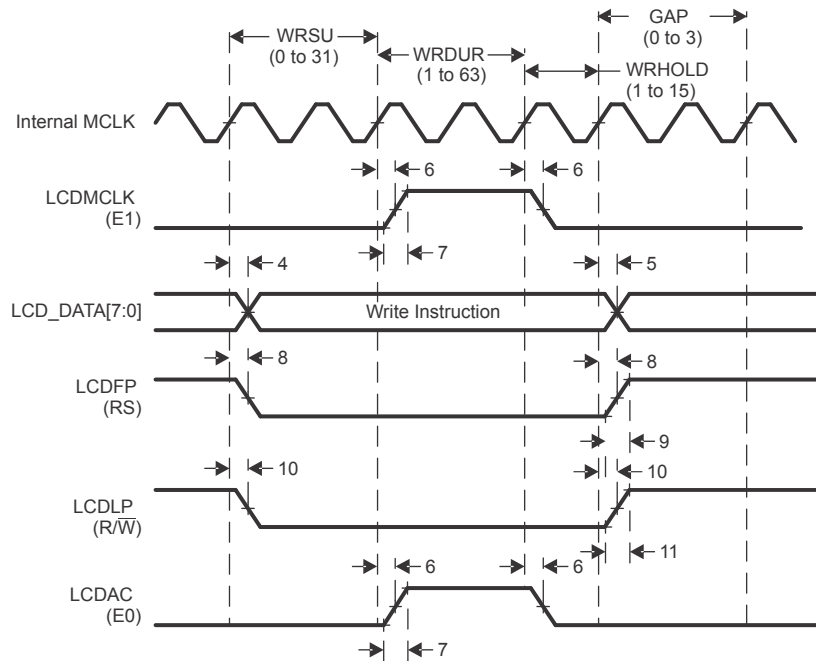 WRSU
(0 to 31)
WRDUR
(1 to 63)
GAP
(0 to 3)
WRHOLD
(1 to 15)
Internal MCLK
6
6
LCDMCLK
(E1)
7
4
5
LCD_DATA[7:0]
Write Instruction
8
8
LCDFP
(RS)
9
10
10
LCDLP
(R/W̅)
11
6
6
LCDAC
(E0)
7